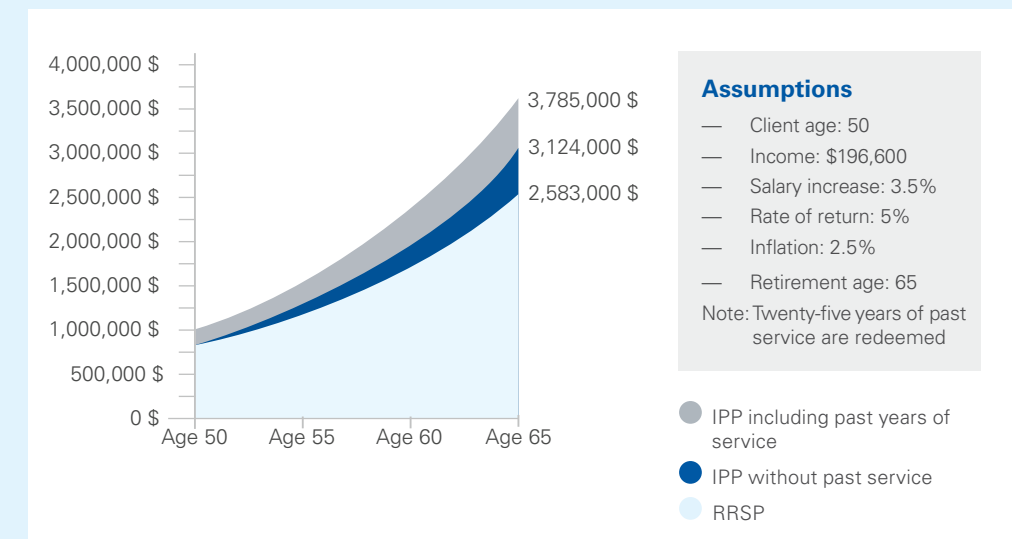 4,000,000 $
3,500,000 $
3,000,000 $
2,500,000 $
2,000,000 $
1,500,000 $
1,000,000 $
500,000 $
0 $
Age 50 Age 55 Age 60 Age 65
3,785,000 $
3,124,000 $
2,583,000 $
Assumptions
— Client age: 50
— Income: $196,600
— Salary increase: 3.5%
— Rate of return: 5%
— Inflation: 2.5%
— Retirement age: 65
Note: Twenty-five years of past
service are redeemed
IPP including past years of
service
IPP without past service
RRSP